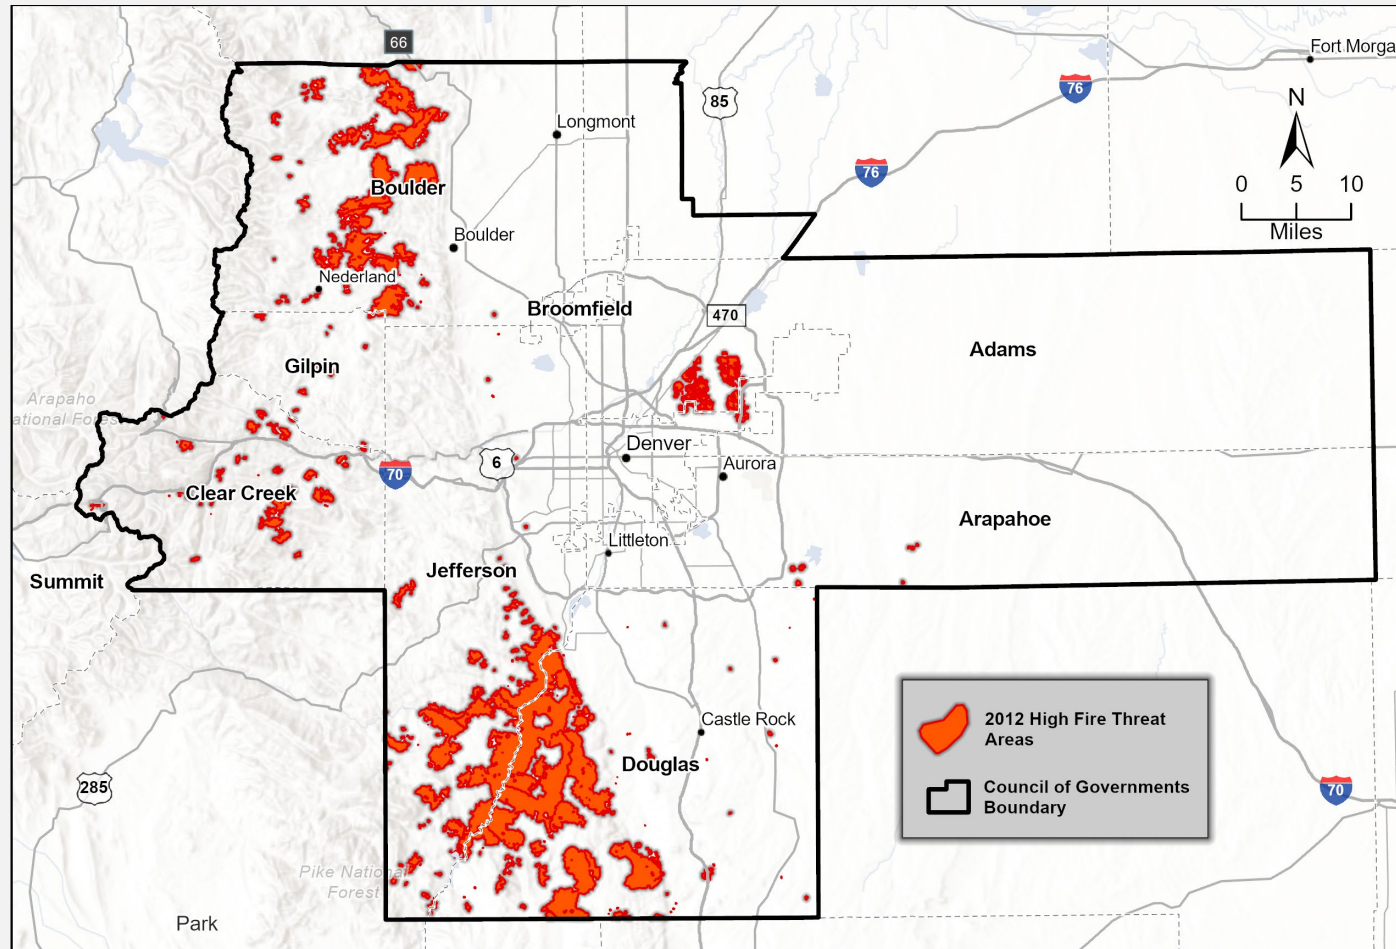 66
Fort Morga
85
76
N
Longmont
76
0 5 10
Miles
Boulder
Boulder
Nederland
Broomfield
470
Adams
Gilpin
Arapaho
ational Fores
Denver
6
Aurora
70
Clear Creek
Arapahoe
Littleton
Jefferson
Summit
2012 High Fire Threat
Areas
Castle Rock
Douglas
Council of Governments
Boundary
285
70
Pike National
Forest
Park